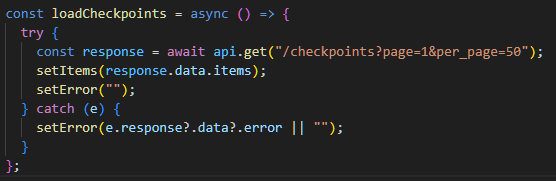 const loadCheckpoints = async () => {
  try {
    const response = await api.get("/checkpoints?page=1&per_page=50");
    setItems(response.data.items);
    setError("");
  } catch (e) {
    setError(e.response?.data?.error || "");
  }
};